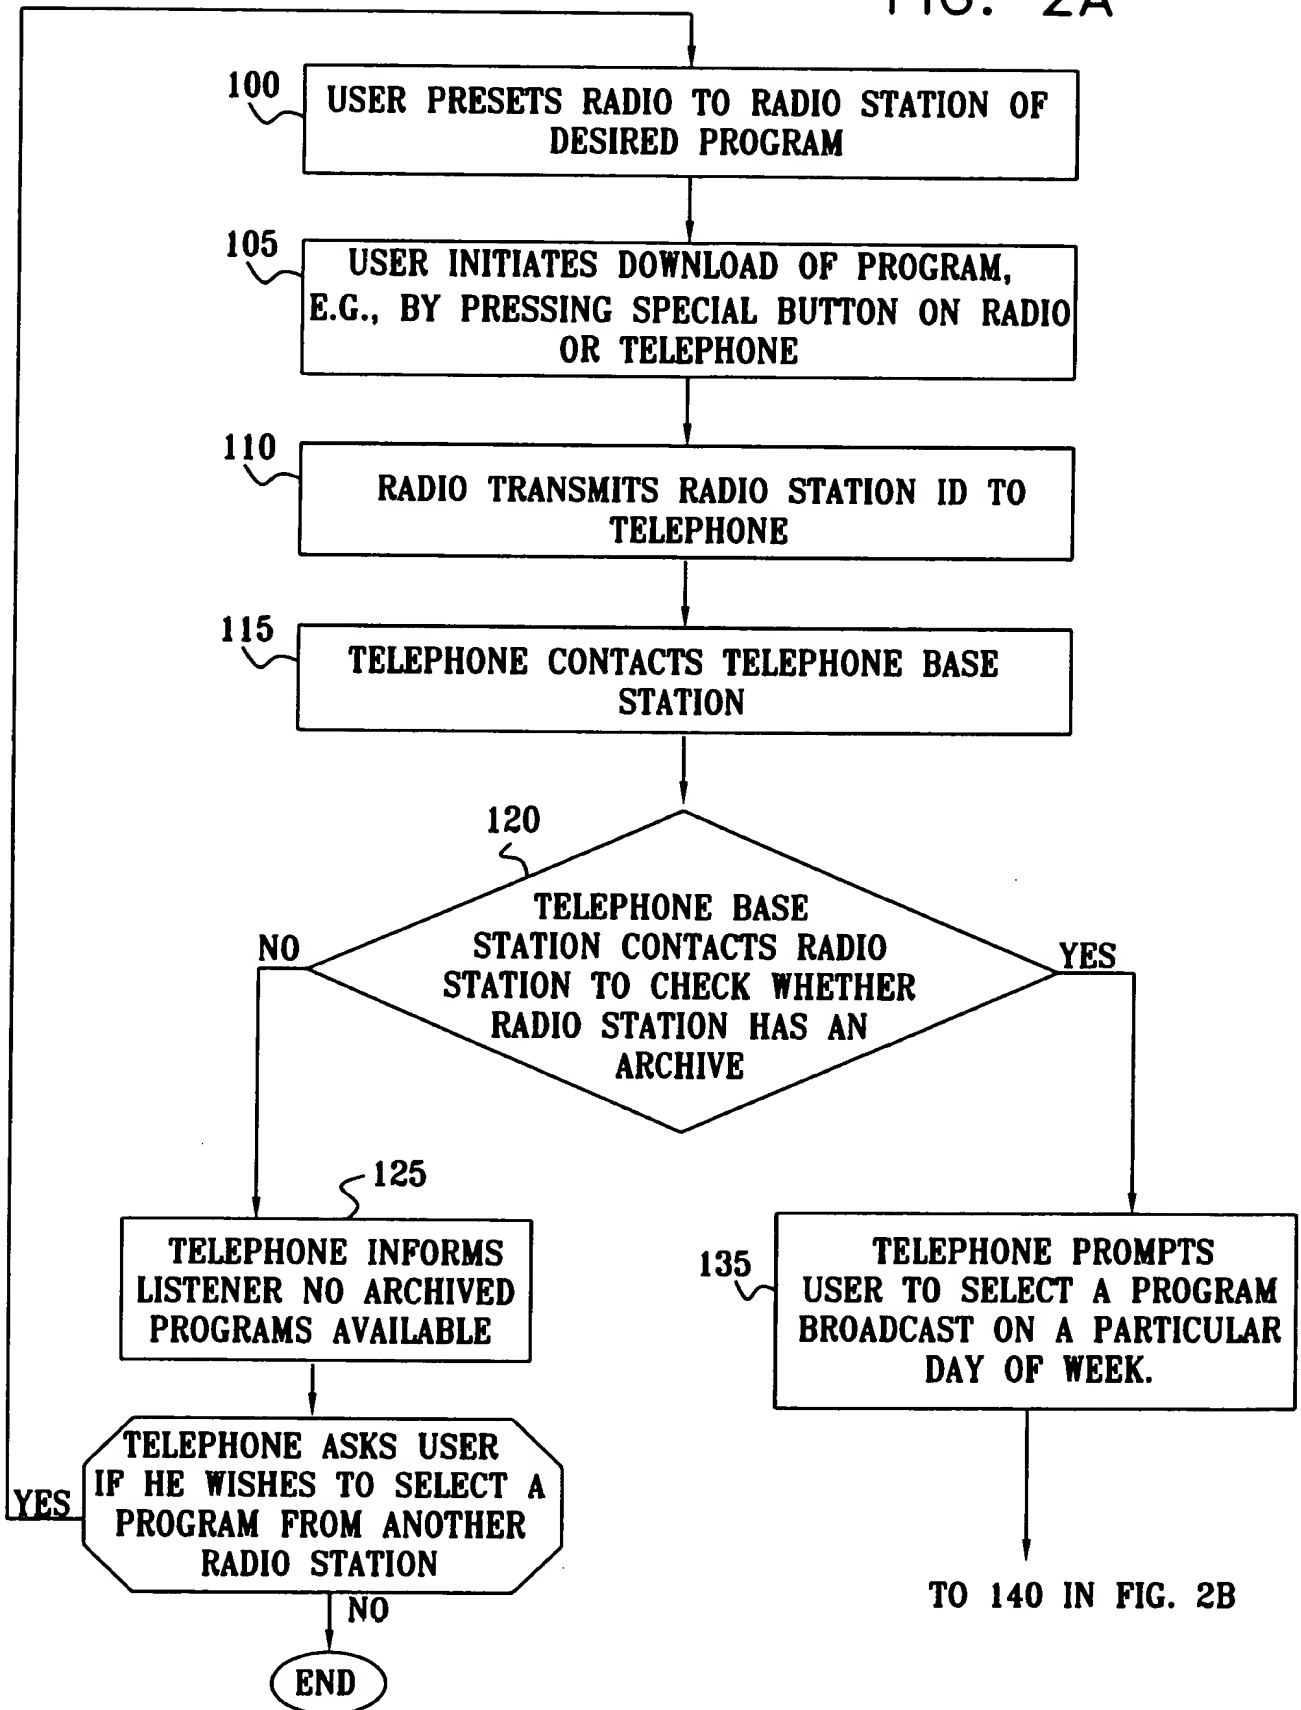 FIG. 2A
100
USER PRESETS RADIO TO RADIO STATION OF
DESIRED PROGRAM
105
USER INITIATES DOWNLOAD OF PROGRAM,
E.G., BY PRESSING SPECIAL BUTTON ON RADIO
OR TELEPHONE
110
RADIO TRANSMITS RADIO STATION ID TO
TELEPHONE
115
TELEPHONE CONTACTS TELEPHONE BASE
STATION
120
TELEPHONE BASE
STATION CONTACTS RADIO
STATION TO CHECK WHETHER
RADIO STATION HAS AN
ARCHIVE
NO
YES
125
TELEPHONE INFORMS
LISTENER NO ARCHIVED
PROGRAMS AVAILABLE
135
TELEPHONE PROMPTS
USER TO SELECT A PROGRAM
BROADCAST ON A PARTICULAR
DAY OF WEEK.
TELEPHONE ASKS USER
IF HE WISHES TO SELECT A
PROGRAM FROM ANOTHER
RADIO STATION
YES
NO
END
TO 140 IN FIG. 2B